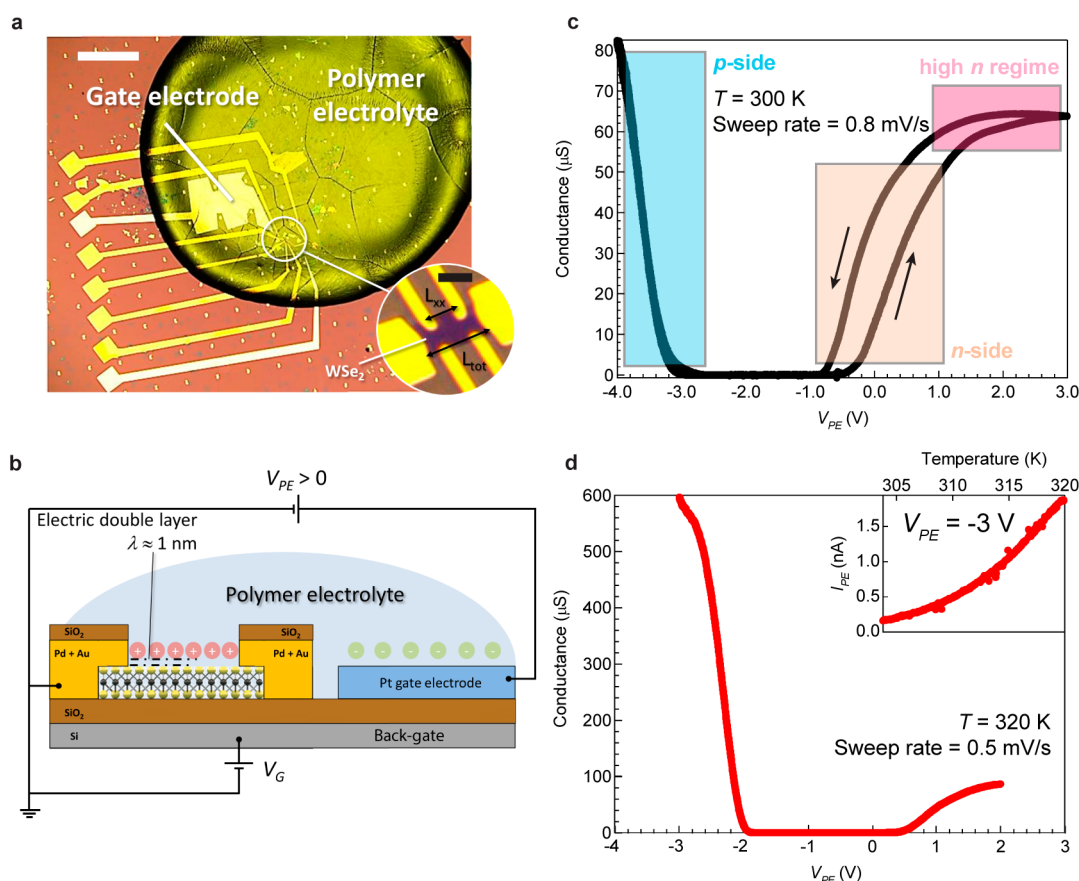 a
Gate electrode
Polymer
electrolyte
Lxx
Ltot
WSe2
b
VPE > 0
Electric double layer
λ ≈ 1 nm
Polymer electrolyte
SiO2
SiO2
Pd + Au
Pd + Au
+ + + + + +
- - - - - -
Pt gate electrode
SiO2
Si
Back-gate
VG
c
p-side
high n regime
T = 300 K
Sweep rate = 0.8 mV/s
n-side
Conductance (µS)
80
70
60
50
40
30
20
10
0
-4.0 -3.0 -2.0 -1.0 0.0 1.0 2.0 3.0
VPE (V)
d
Temperature (K)
305 310 315 320
VPE = -3 V
IPE (nA)
1.5
1.0
0.5
0.0
T = 320 K
Sweep rate = 0.5 mV/s
Conductance (µS)
600
500
400
300
200
100
0
-4 -3 -2 -1 0 1 2 3
VPE (V)